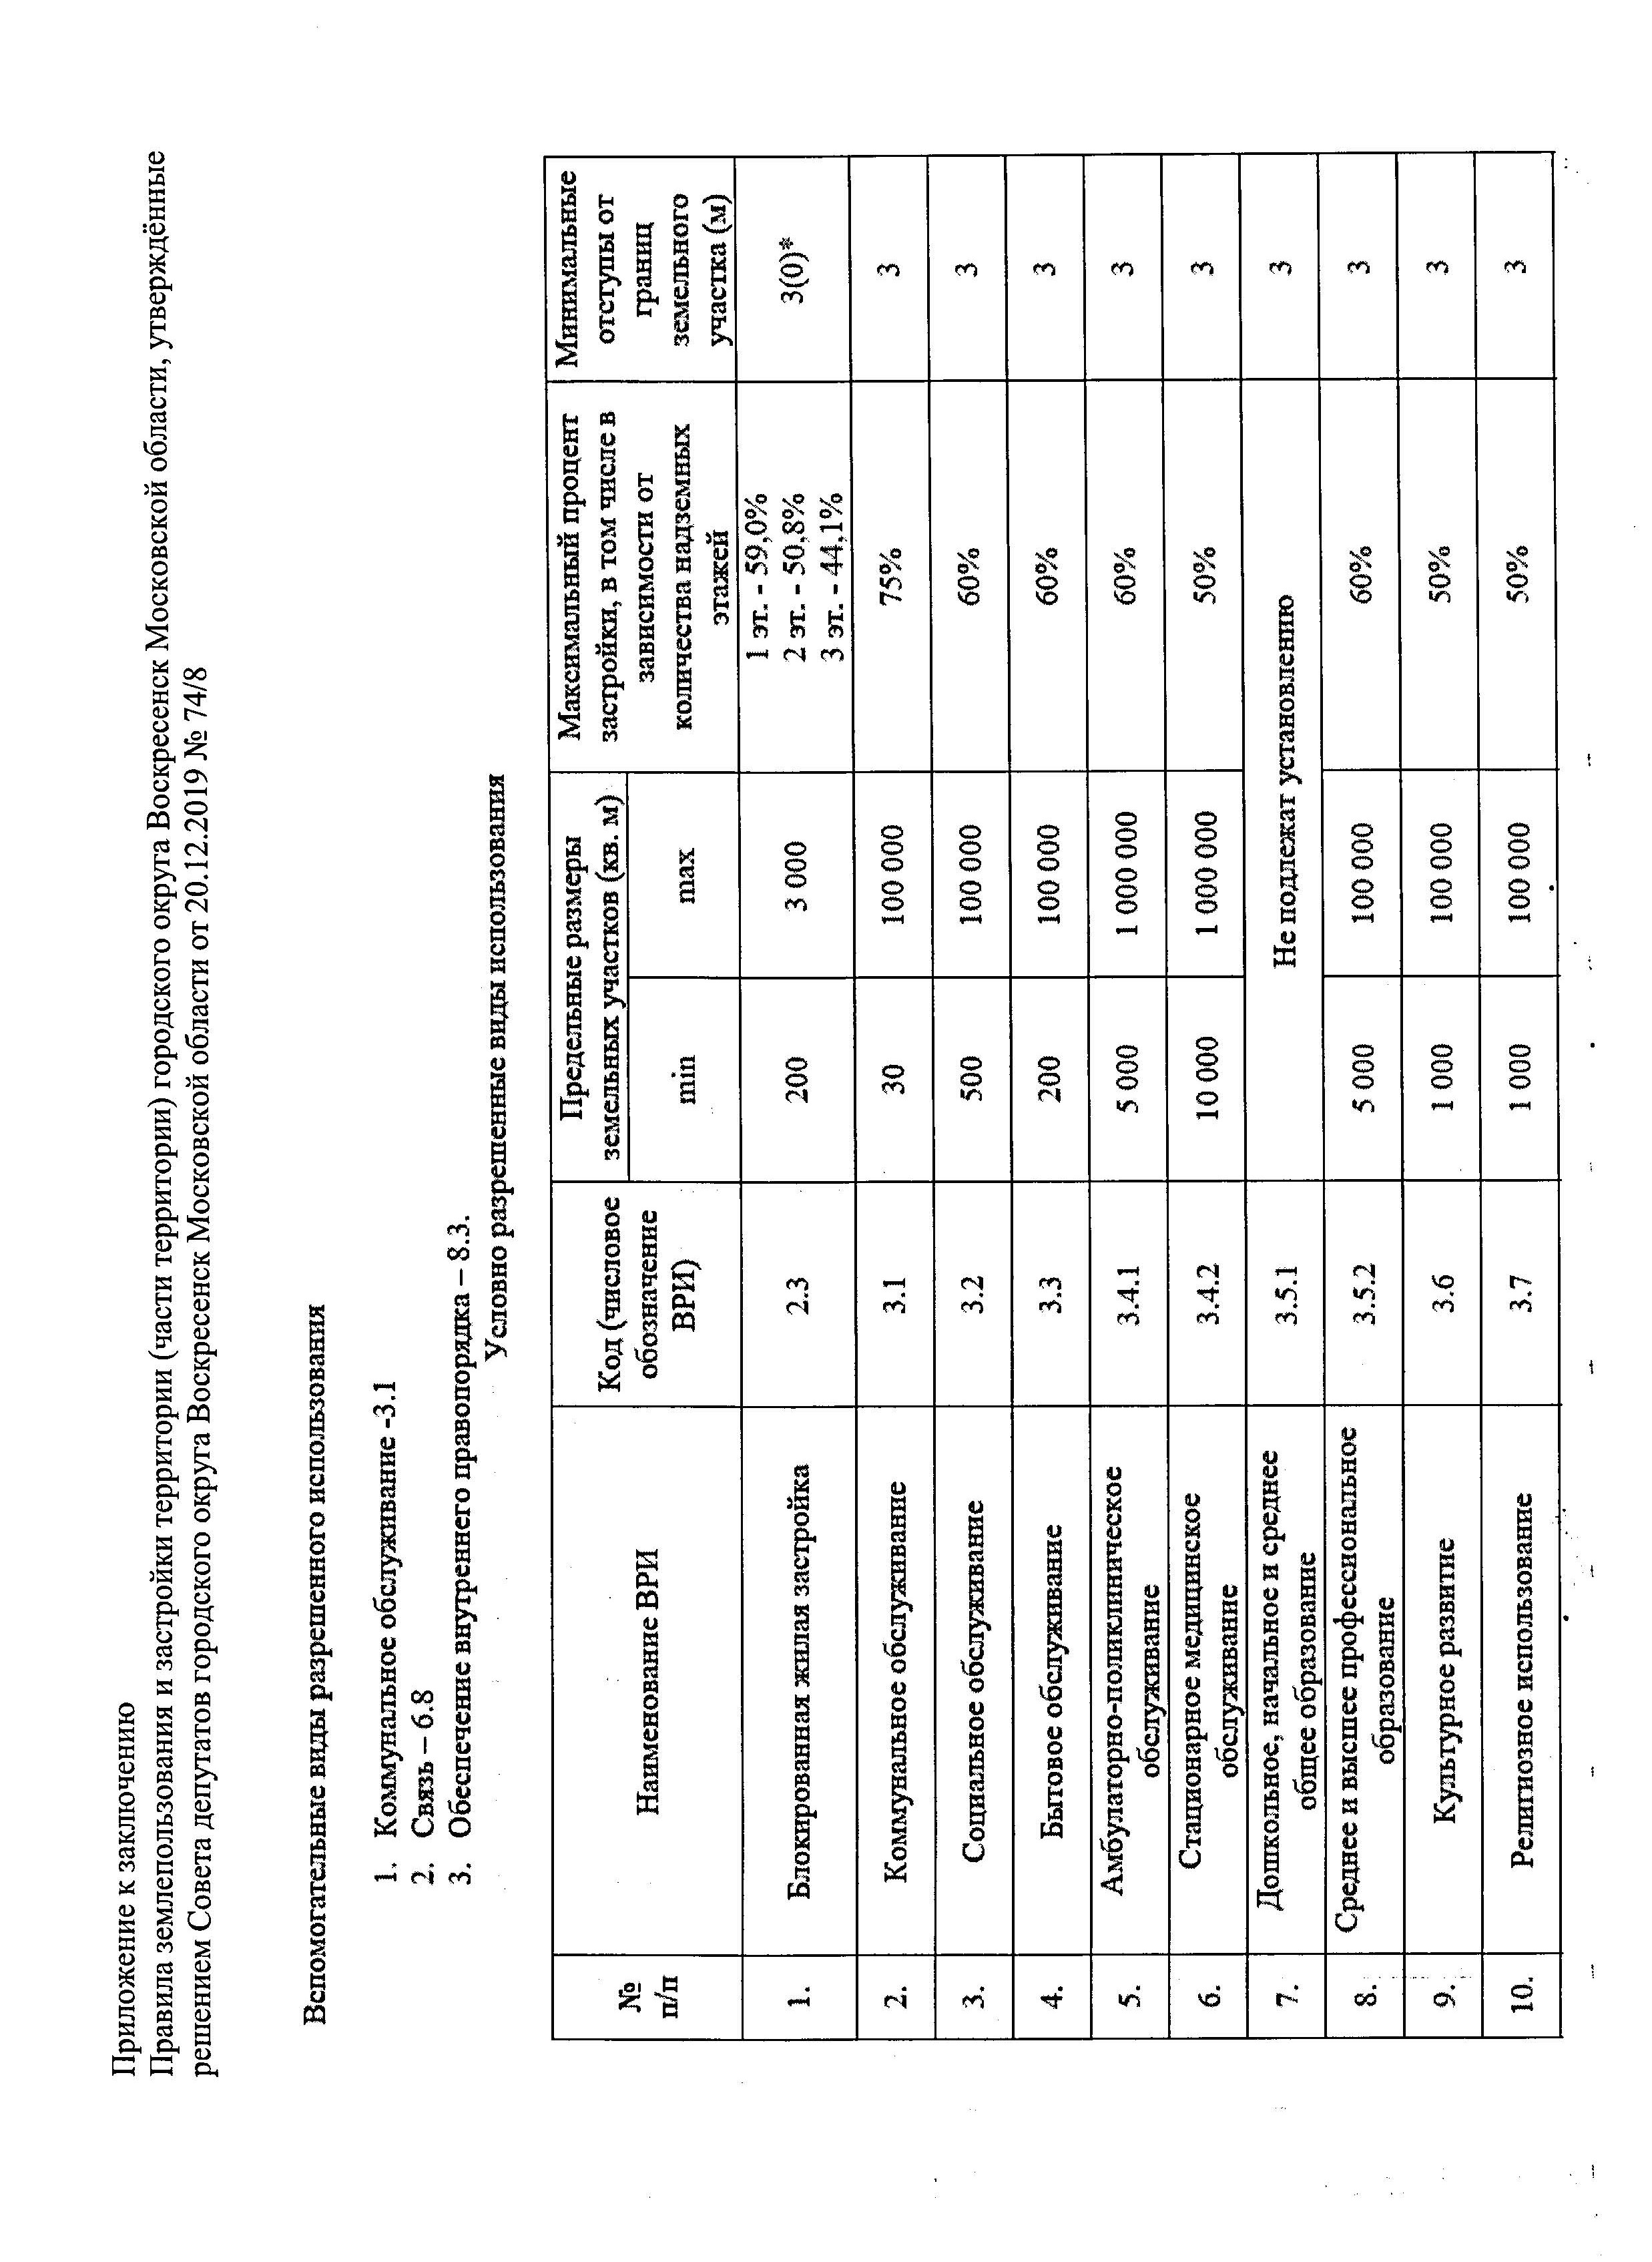 Приложение к заключению
Правила землепользования и застройки территории (части территории) городского округа Воскресенск Московской области, утверждённые
решением Совета депутатов городского округа Воскресенск Московской области от 20.12.2019 № 74/8
Вспомогательные виды разрешенного использования
1. Коммунальное обслуживание -3.1
2. Связь – 6.8
3. Обеспечение внутреннего правопорядка – 8.3.
Условно разрешенные виды использования
№
п/п
Наименование ВРИ
Код (числовое
обозначение
ВРИ)
Предельные размеры
земельных участков (кв. м)
min
max
Максимальный процент
застройки, в том числе в
зависимости от
количества надземных
этажей
Минимальные
отступы от
границ
земельного
участка (м)
1. Блокированная жилая застройка 2.3 200 3 000
1 эт. - 59,0%
2 эт. - 50,8%
3 эт. - 44,1%
3(0)*
2. Коммунальное обслуживание 3.1 30 100 000 75% 3
3. Социальное обслуживание 3.2 500 100 000 60% 3
4. Бытовое обслуживание 3.3 200 100 000 60% 3
5. Амбулаторно-поликлиническое
обслуживание
3.4.1 5 000 1 000 000 60% 3
6. Стационарное медицинское
обслуживание
3.4.2 10 000 1 000 000 50% 3
7. Дошкольное, начальное и среднее
общее образование
3.5.1 Не подлежат установлению 3
8. Среднее и высшее профессиональное
образование
3.5.2 5 000 100 000 60% 3
9. Культурное развитие 3.6 1 000 100 000 50% 3
10. Религиозное использование 3.7 1 000 100 000 50% 3